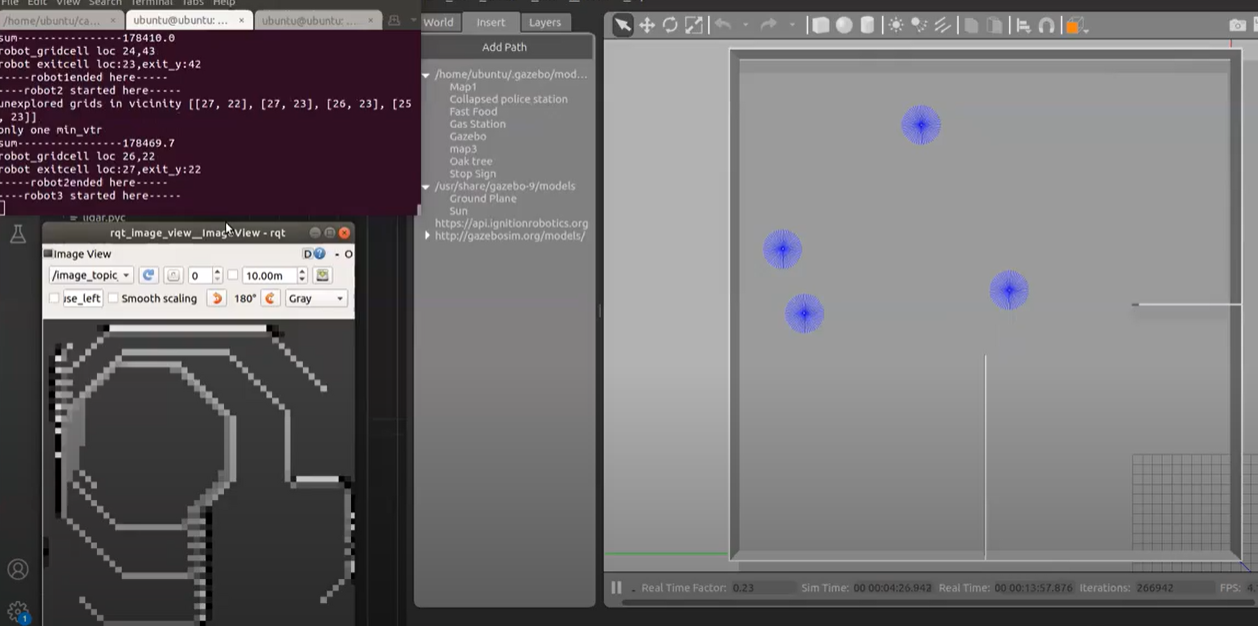 File Edit View Search Terminal Tabs Help
/home/ubuntu/ca... ×
ubuntu@ubuntu: ... ×
ubuntu@ubuntu: ... ×
sum----------------178410.0
robot_gridcell loc 24,43
robot exitcell loc:23,exit_y:42
-----robot1ended here-----
-----robot2 started here-----
unexplored grids in vicinity [[27, 22], [27, 23], [26, 23], [25
, 23]]
only one min_vtr
sum----------------178469.7
robot_gridcell loc 26,22
robot exitcell loc:27,exit_y:22
-----robot2ended here-----
-----robot3 started here-----
lidar.pyc
rqt_image_view__ImageView - rqt
Image View
D - O
/image_topic
0
10.00m
use_left
Smooth scaling
180°
Gray
1
World
Insert
Layers
Add Path
/home/ubuntu/.gazebo/mod...
Map1
Collapsed police station
Fast Food
Gas Station
Gazebo
map3
Oak tree
Stop Sign
/usr/share/gazebo-9/models
Ground Plane
Sun
https://api.ignitionrobotics.org
http://gazebosim.org/models/
Real Time Factor: 0.23
Sim Time: 00 00:04:26.942
Real Time: 00 00:13:57.876
Iterations: 266942
FPS: 4.